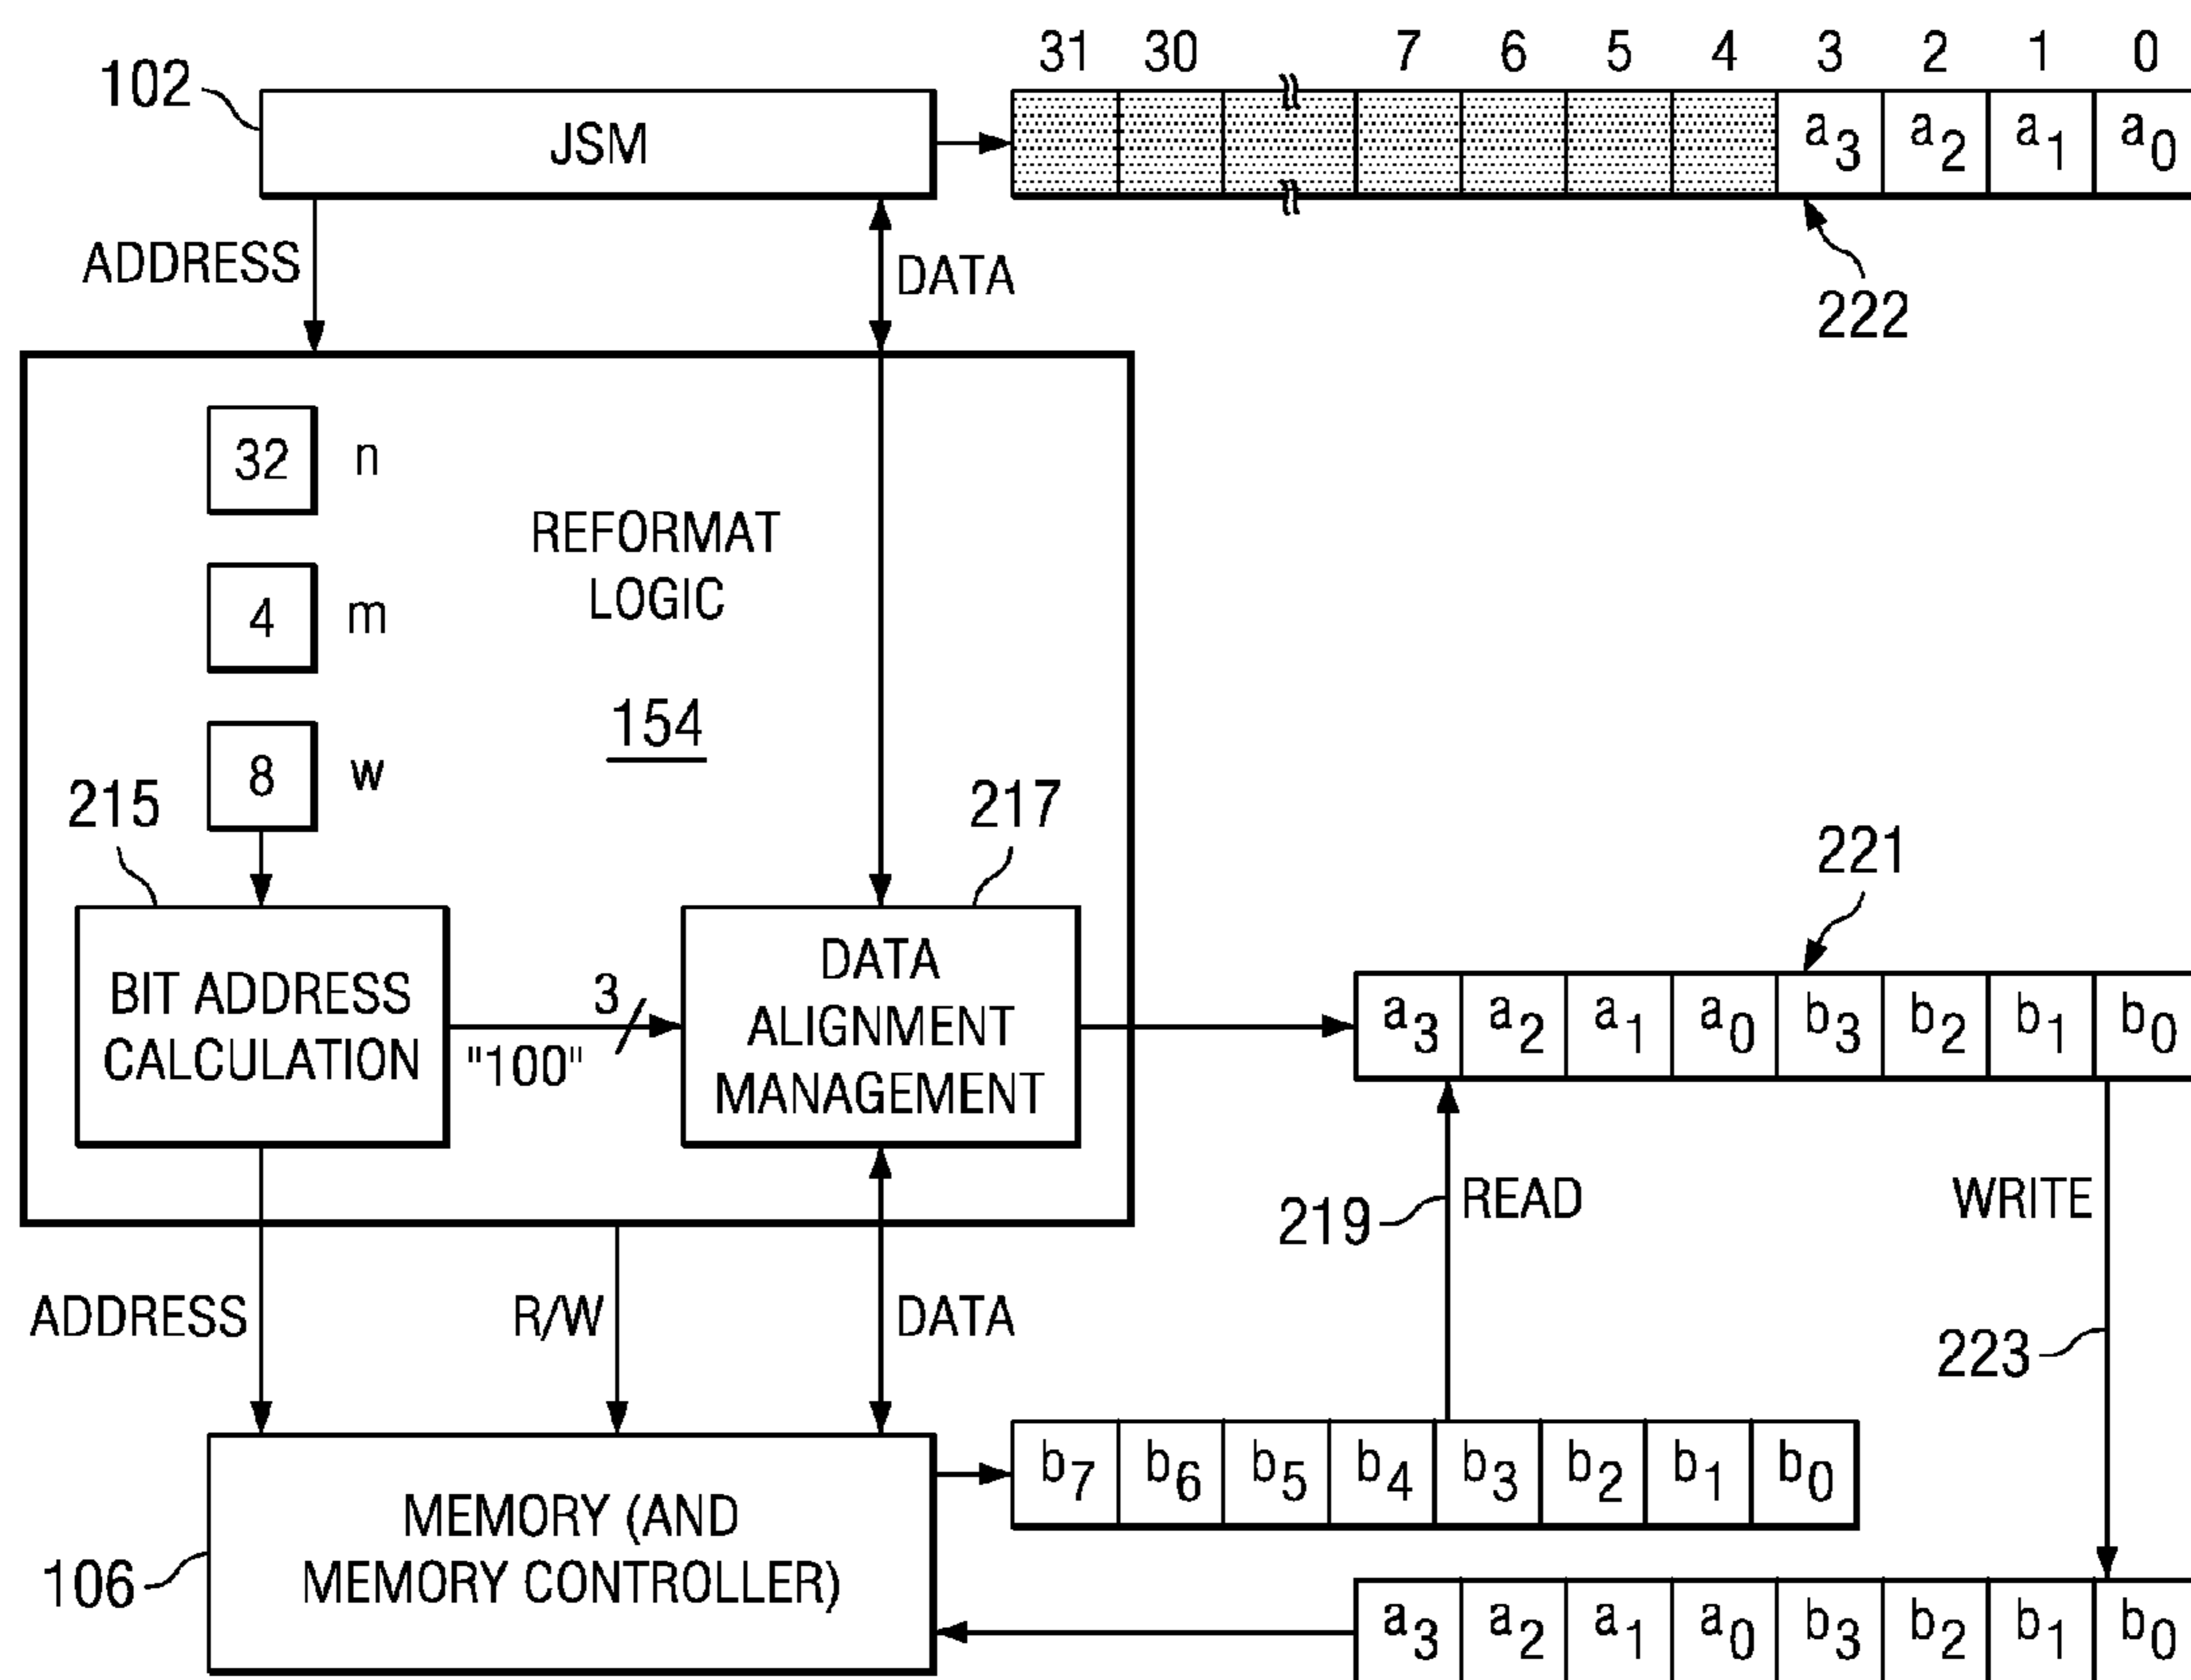 31 30 7 6 5 4 3 2 1 0
102
JSM
a3 a2 a1 a0
ADDRESS
DATA
222
32 n
REFORMAT
LOGIC
4 m
154
8 w
215
217
221
BIT ADDRESS
CALCULATION
3
"100"
DATA
ALIGNMENT
MANAGEMENT
a3 a2 a1 a0 b3 b2 b1 b0
219
READ
WRITE
ADDRESS
R/W
DATA
223
b7 b6 b5 b4 b3 b2 b1 b0
MEMORY (AND
MEMORY CONTROLLER)
106
a3 a2 a1 a0 b3 b2 b1 b0